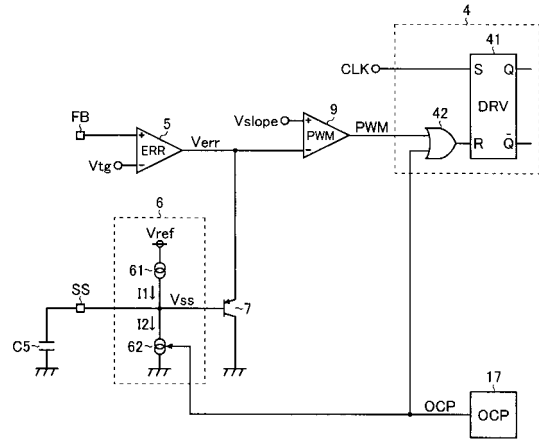 4
41
CLK
S
Q
DRV
R
Q̅
42
9
Vslope
+
PWM
-
PWM
FB
5
+
ERR
-
Vtg
Verr
6
Vref
61
I1↓
SS
Vss
I2↓
7
C5
62
17
OCP
OCP